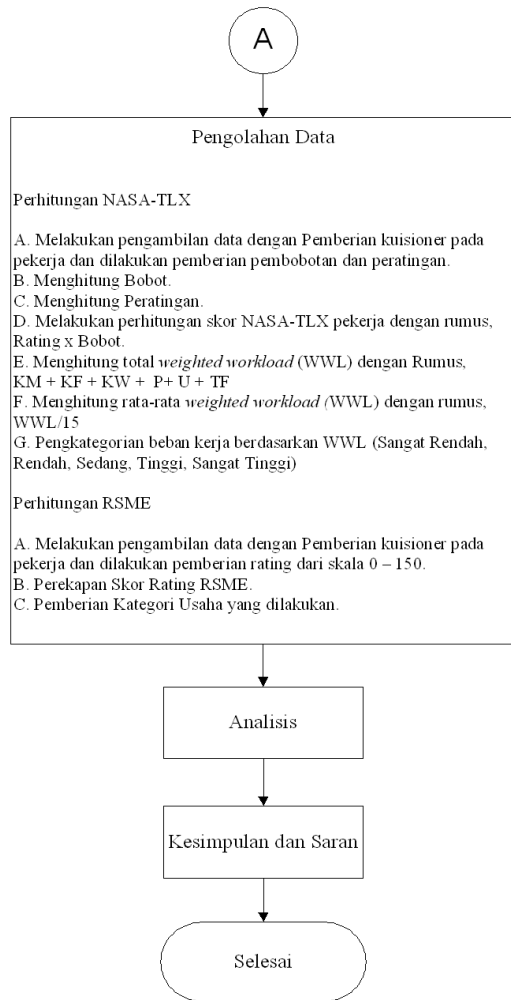 A
Pengolahan Data
Perhitungan NASA-TLX
A. Melakukan pengambilan data dengan Pemberian kuisioner pada
pekerja dan dilakukan pemberian pembobotan dan peratingan.
B. Menghitung Bobot.
C. Menghitung Peratingan.
D. Melakukan perhitungan skor NASA-TLX pekerja dengan rumus,
Rating x Bobot.
E. Menghitung total weighted workload (WWL) dengan Rumus,
KM + KF + KW + P+ U + TF
F. Menghitung rata-rata weighted workload (WWL) dengan rumus,
WWL/15
G. Pengkategorian beban kerja berdasarkan WWL (Sangat Rendah,
Rendah, Sedang, Tinggi, Sangat Tinggi)
Perhitungan RSME
A. Melakukan pengambilan data dengan Pemberian kuisioner pada
pekerja dan dilakukan pemberian rating dari skala 0 – 150.
B. Perekapan Skor Rating RSME.
C. Pemberian Kategori Usaha yang dilakukan.
Analisis
Kesimpulan dan Saran
Selesai